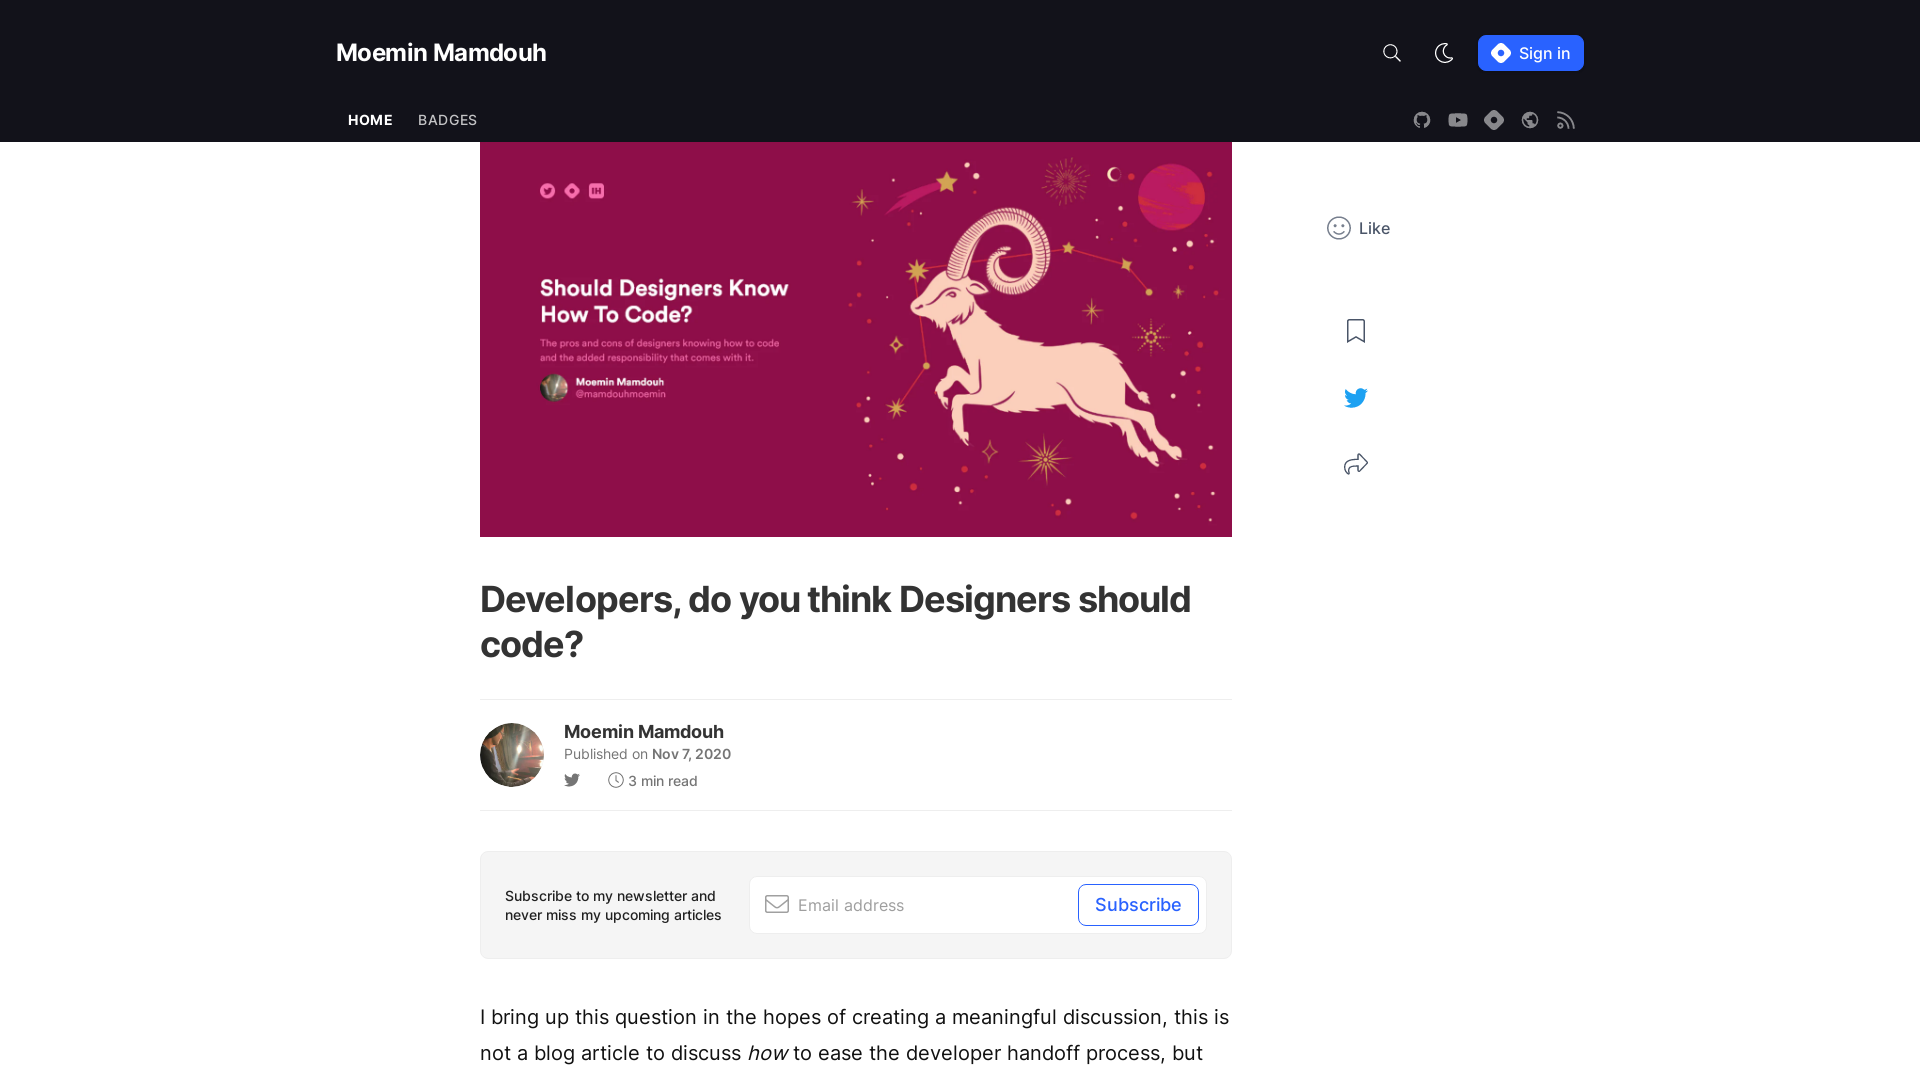 Moemin Mamdouh
Sign in
HOME
BADGES
Should Designers Know
How To Code?
The pros and cons of designers knowing how to code
and the added responsibility that comes with it.
Moemin Mamdouh
@mamdouhmoemin
Like
Developers, do you think Designers should
code?
Moemin Mamdouh
Published on Nov 7, 2020
3 min read
Subscribe to my newsletter and
never miss my upcoming articles
Email address
Subscribe
I bring up this question in the hopes of creating a meaningful discussion, this is
not a blog article to discuss how to ease the developer handoff process, but